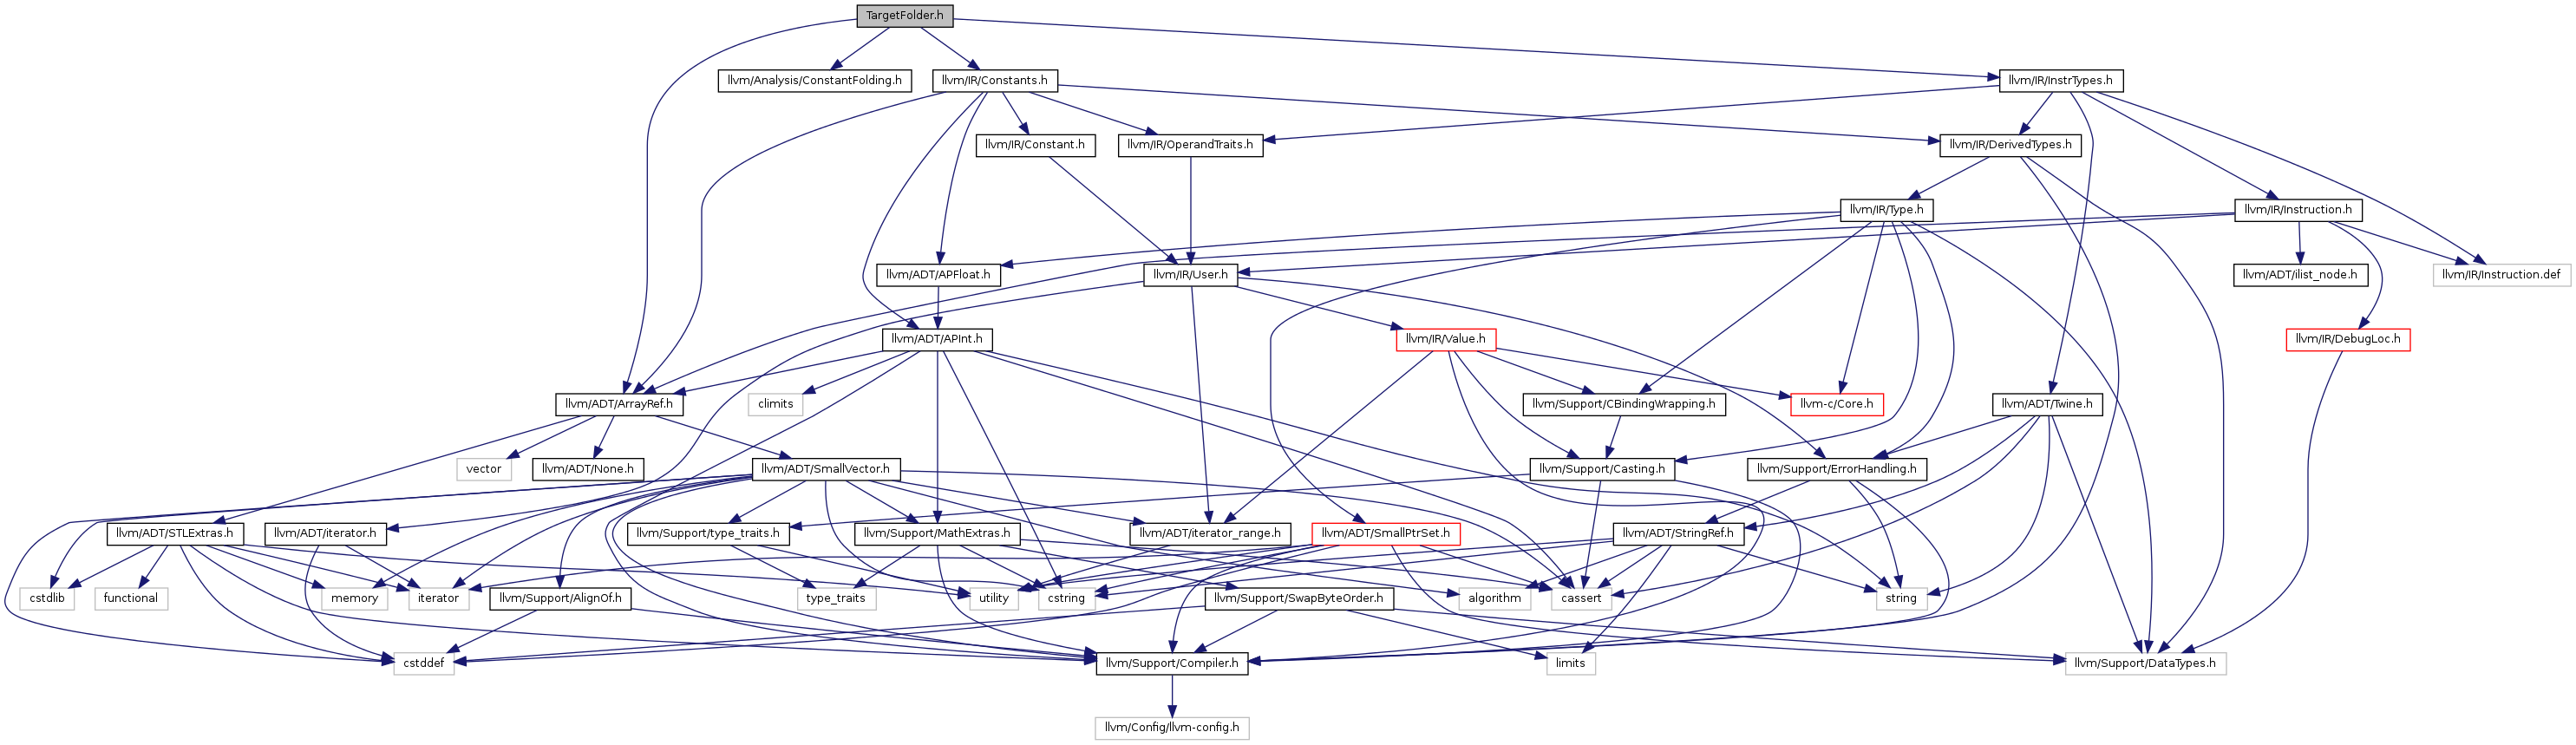 TargetFolder.h
llvm/Analysis/ConstantFolding.h
llvm/IR/Constants.h
llvm/IR/InstrTypes.h
llvm/IR/Constant.h
llvm/IR/OperandTraits.h
llvm/IR/DerivedTypes.h
llvm/IR/Type.h
llvm/IR/Instruction.h
llvm/ADT/APFloat.h
llvm/IR/User.h
llvm/ADT/ilist_node.h
llvm/IR/Instruction.def
llvm/ADT/APInt.h
llvm/IR/Value.h
llvm/IR/DebugLoc.h
llvm/ADT/ArrayRef.h
climits
llvm/Support/CBindingWrapping.h
llvm-c/Core.h
llvm/ADT/Twine.h
vector
llvm/ADT/None.h
llvm/ADT/SmallVector.h
llvm/Support/Casting.h
llvm/Support/ErrorHandling.h
llvm/ADT/STLExtras.h
llvm/ADT/iterator.h
llvm/Support/type_traits.h
llvm/Support/MathExtras.h
llvm/ADT/iterator_range.h
llvm/ADT/SmallPtrSet.h
llvm/ADT/StringRef.h
cstdlib
functional
memory
iterator
llvm/Support/AlignOf.h
type_traits
utility
cstring
llvm/Support/SwapByteOrder.h
algorithm
cassert
string
cstddef
llvm/Support/Compiler.h
limits
llvm/Support/DataTypes.h
llvm/Config/llvm-config.h